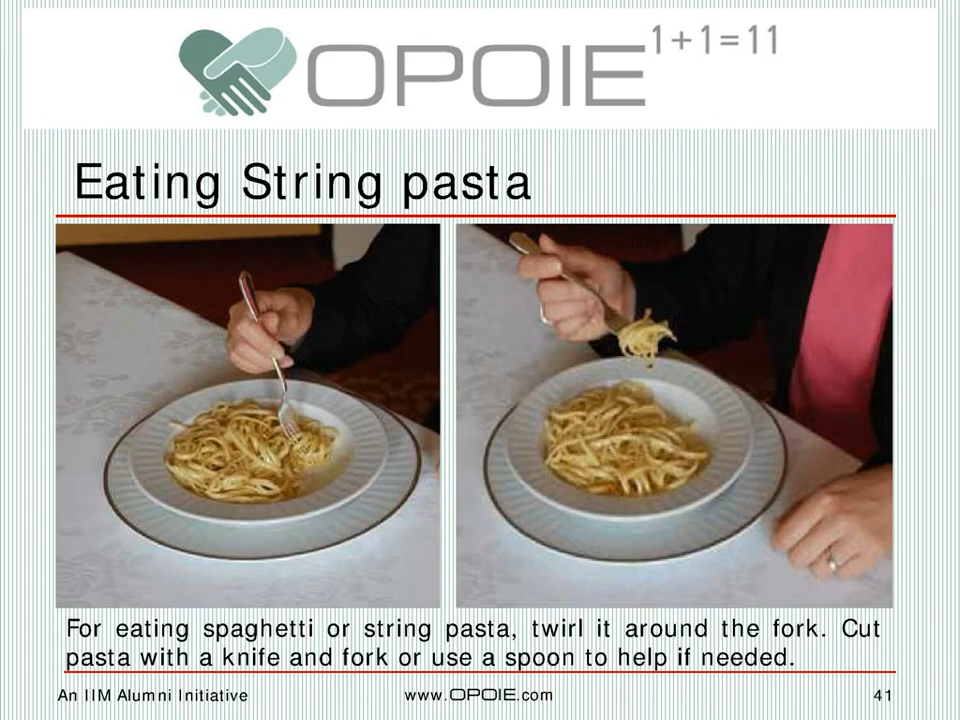 OPOIE 1+1=11
Eating String pasta
For eating spaghetti or string pasta, twirl it around the fork. Cut
pasta with a knife and fork or use a spoon to help if needed.
An IIM Alumni Initiative www.OPOIE.com 41